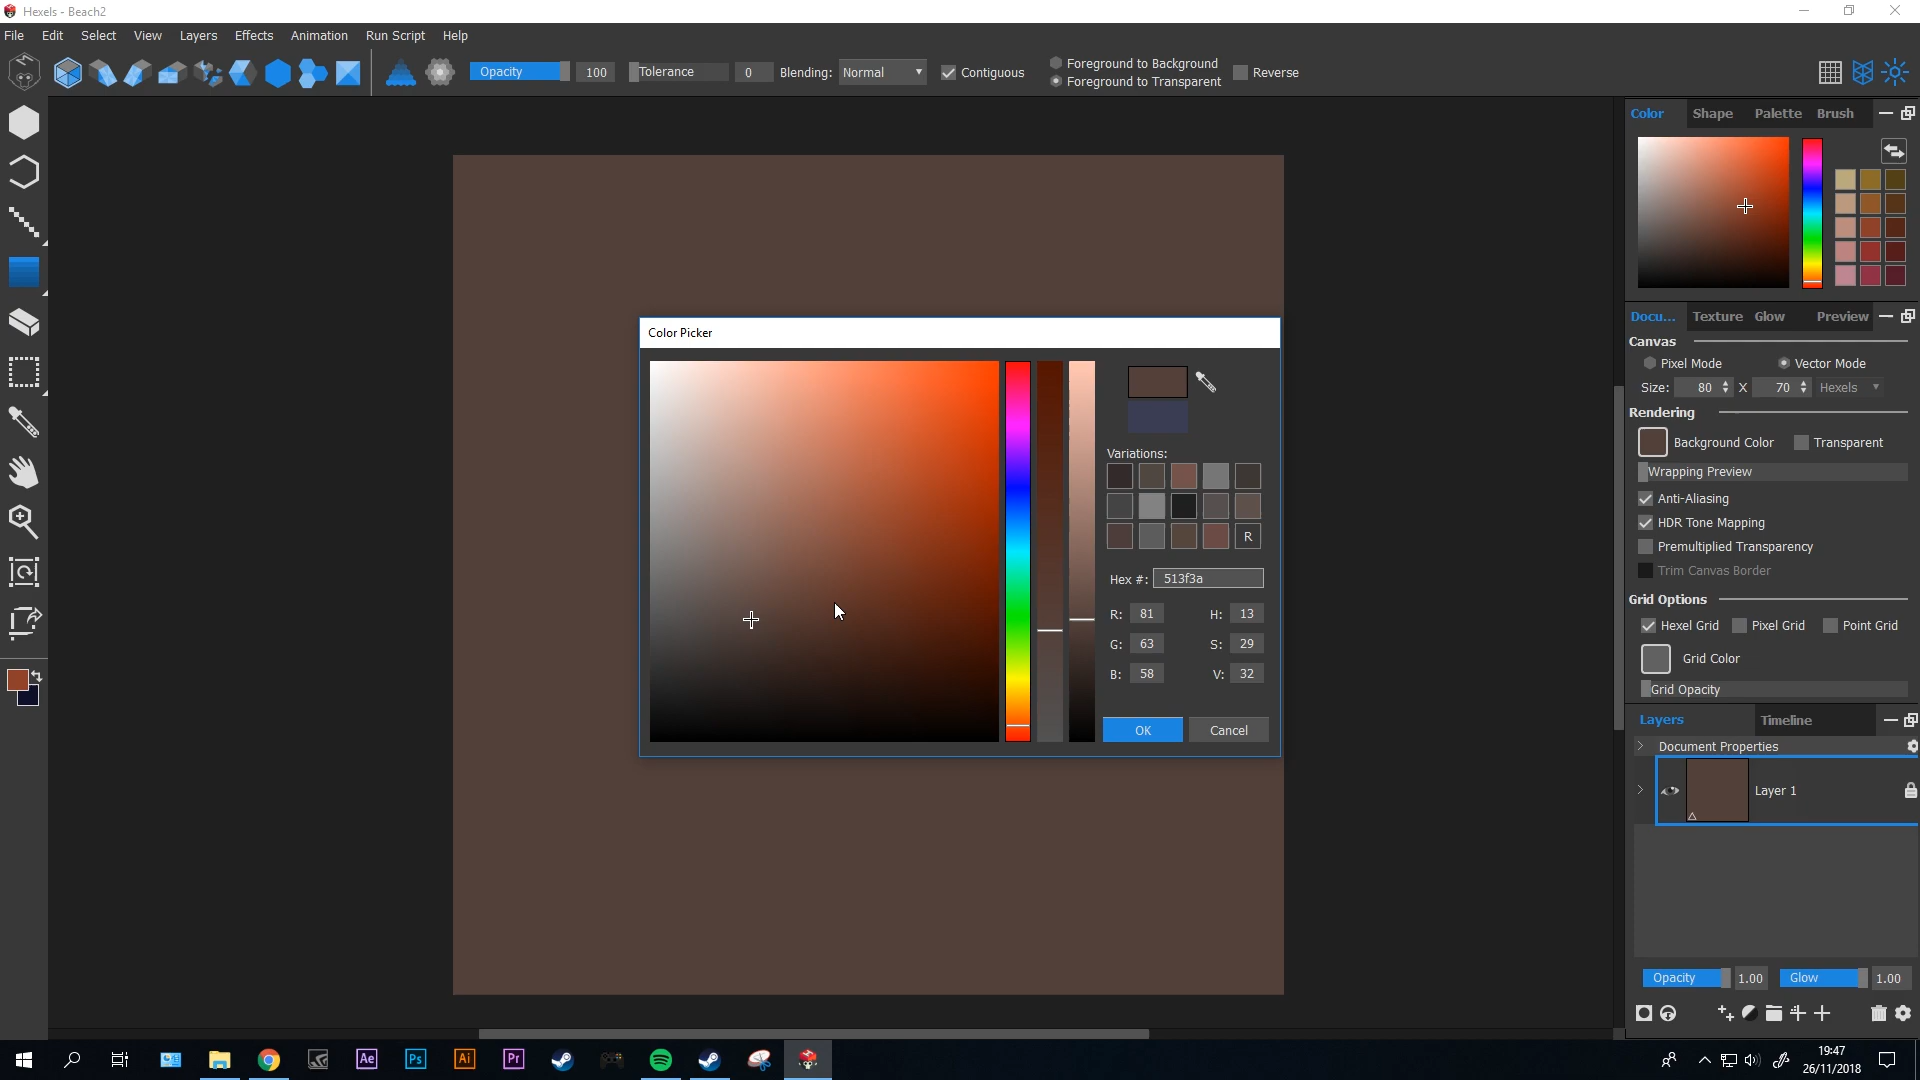 Hexels - Beach2
File Edit Select View Layers Effects Animation Run Script Help
Opacity 100 Tolerance 0 Blending: Normal Contiguous
Foreground to Background
Foreground to Transparent
Reverse
Color Shape Palette Brush
Color Picker
Variations:
R
Hex #: 513f3a
R: 81 H: 13
G: 63 S: 29
B: 58 V: 32
OK Cancel
Docu... Texture Glow Preview
Canvas
Pixel Mode Vector Mode
Size: 80 X 70 Hexels
Rendering
Background Color Transparent
Wrapping Preview
Anti-Aliasing
HDR Tone Mapping
Premultiplied Transparency
Trim Canvas Border
Grid Options
Hexel Grid Pixel Grid Point Grid
Grid Color
Grid Opacity
Layers Timeline
Document Properties
Layer 1
Opacity 1.00 Glow 1.00
Ae Ps Ai Pr
19:47
26/11/2018